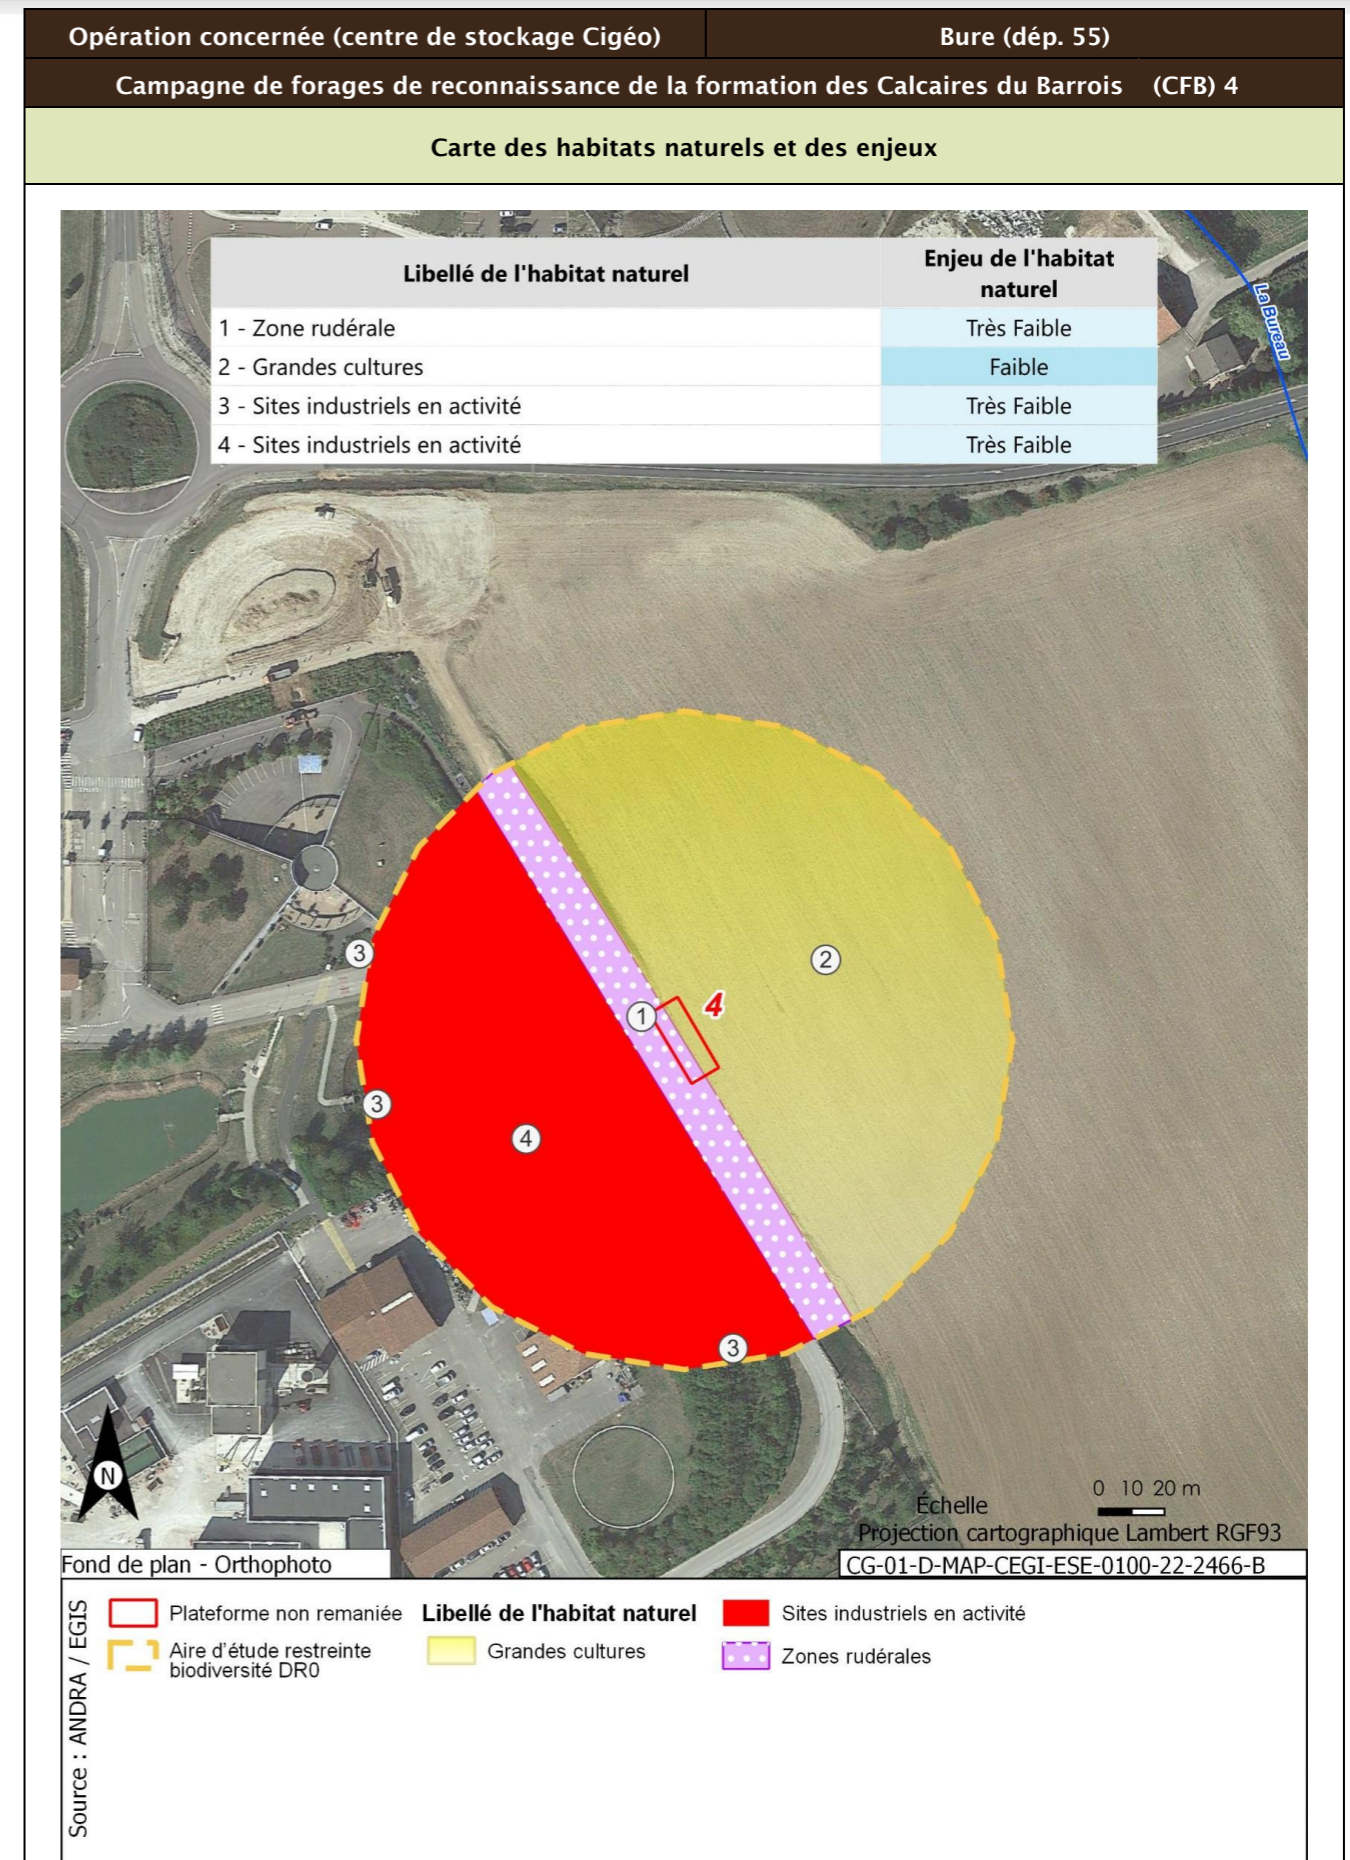 Opération concernée (centre de stockage Cigéo)
Bure (dép. 55)
Campagne de forages de reconnaissance de la formation des Calcaires du Barrois (CFB) 4
Carte des habitats naturels et des enjeux
Libellé de l'habitat naturel
Enjeu de l'habitat
naturel
1 - Zone rudérale
Très Faible
2 - Grandes cultures
Faible
3 - Sites industriels en activité
Très Faible
4 - Sites industriels en activité
Très Faible
La Bureau
3
2
1
4
3
4
3
N
0 10 20 m
Échelle
Projection cartographique Lambert RGF93
Fond de plan - Orthophoto
CG-01-D-MAP-CEGI-ESE-0100-22-2466-B
Source : ANDRA / EGIS
Plateforme non remaniée
Aire d'étude restreinte
biodiversité DR0
Libellé de l'habitat naturel
Grandes cultures
Sites industriels en activité
Zones rudérales